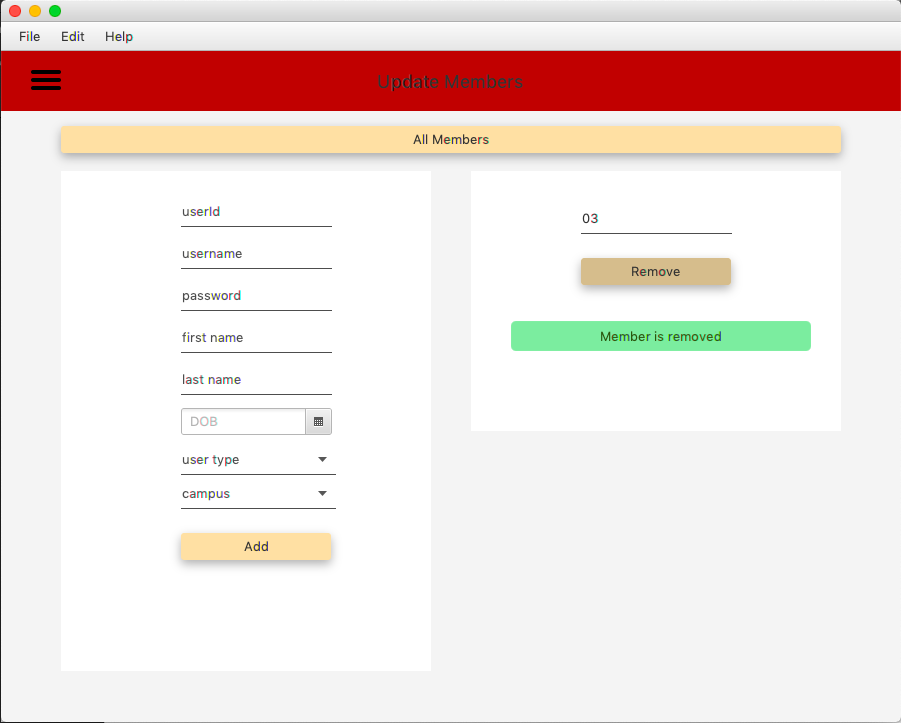 File Edit Help
Update Members
All Members
userId
username
password
first name
last name
DOB
user type
campus
Add
03
Remove
Member is removed